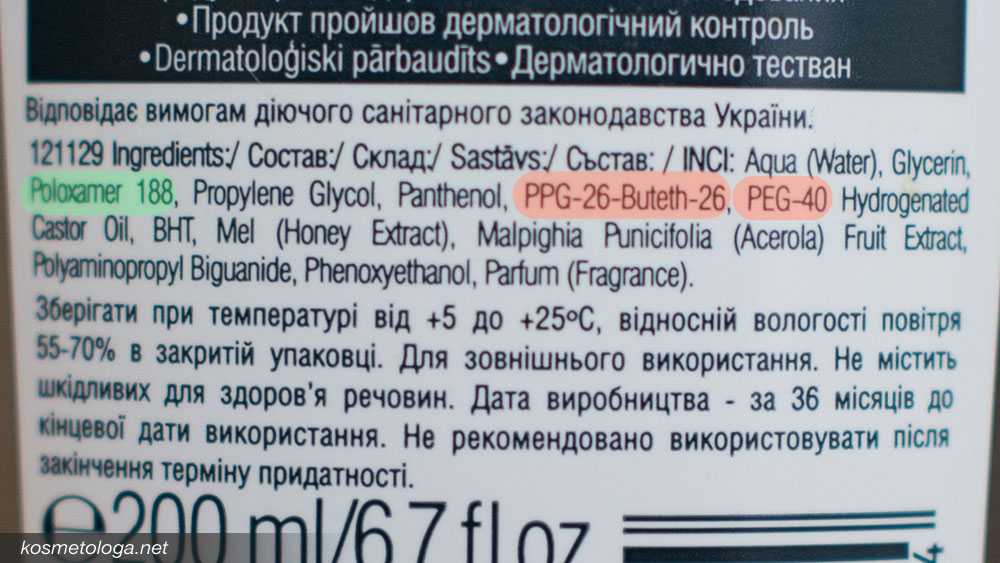 •Продукт пройшов дерматологічний контроль
•Dermatoloģiski pārbaudīts•Дерматологично тестван
Відповідає вимогам діючого санітарного законодавства України.
121129 Ingredients:/ Состав:/ Склад:/ Sastāvs:/ Състав: / INCI: Aqua (Water), Glycerin,
Poloxamer 188, Propylene Glycol, Panthenol, PPG-26-Buteth-26, PEG-40 Hydrogenated
Castor Oil, BHT, Mel (Honey Extract), Malpighia Punicifolia (Acerola) Fruit Extract,
Polyaminopropyl Biguanide, Phenoxyethanol, Parfum (Fragrance).
Зберігати при температурі від +5 до +25ºС, відносній вологості повітря
55-70% в закритій упаковці. Для зовнішнього використання. Не містить
шкідливих для здоров'я речовин. Дата виробництва - за 36 місяців до
кінцевої дати використання. Не рекомендовано використовувати після
закінчення терміну придатності.
℮200 ml/6.7 fl oz
kosmetologa.net